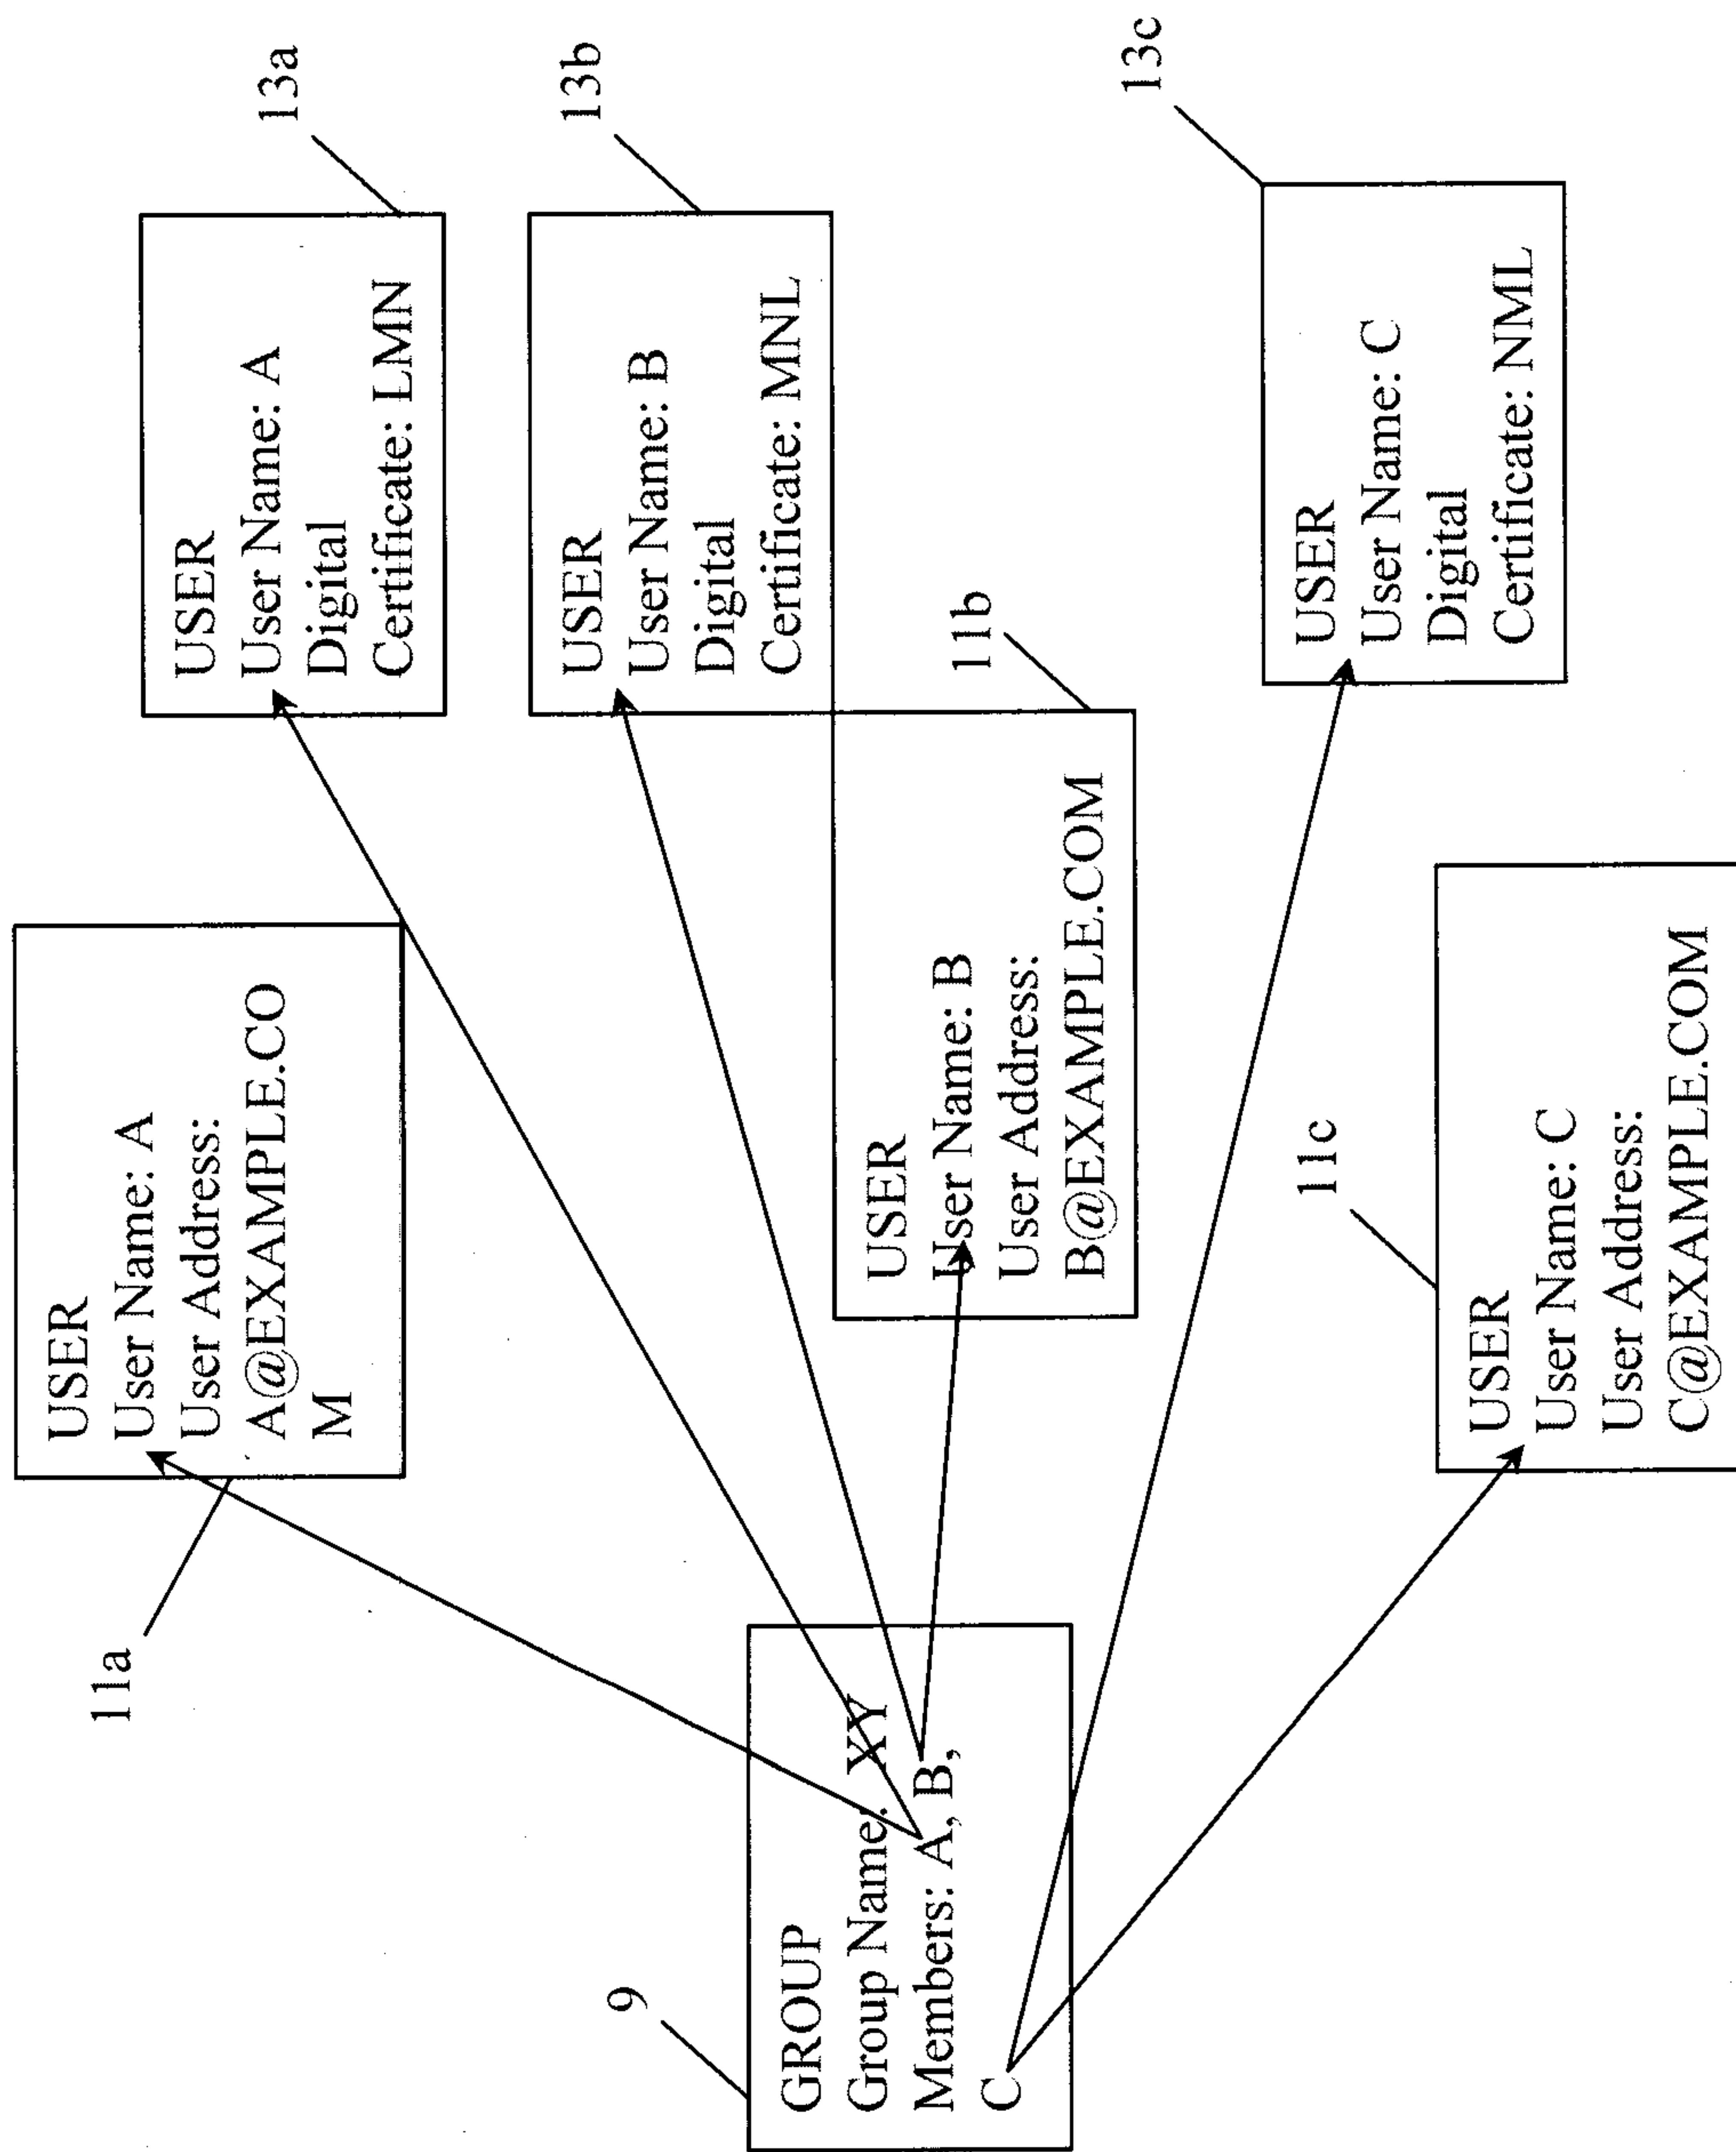 9
GROUP
Group Name: XY
Members: A, B,
C
11a
USER
User Name: A
User Address:
A@EXAMPLE.CO
M
13a
USER
User Name: A
Digital
Certificate: LMN
13b
USER
User Name: B
Digital
Certificate: MNL
11b
USER
User Name: B
User Address:
B@EXAMPLE.COM
13c
USER
User Name: C
Digital
Certificate: NML
11c
USER
User Name: C
User Address:
C@EXAMPLE.COM